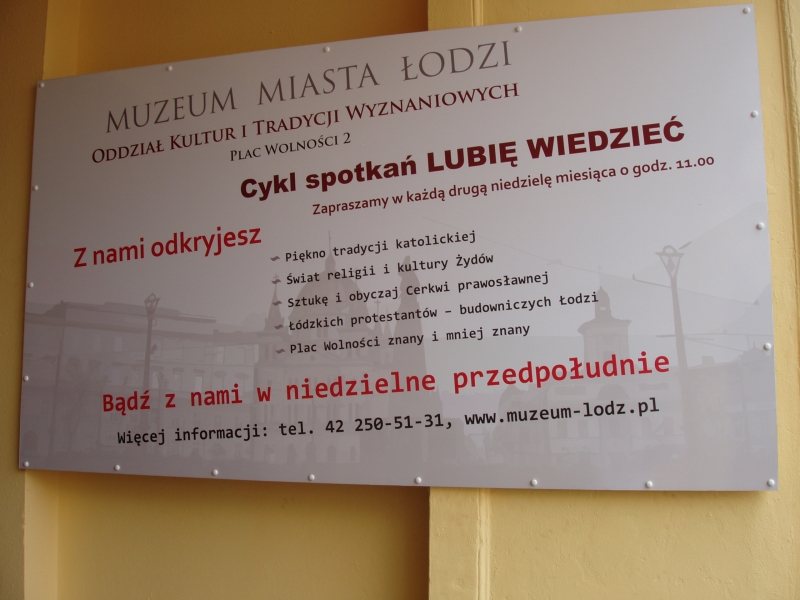 MUZEUM MIASTA ŁODZI
ODDZIAŁ KULTUR I TRADYCJI WYZNANIOWYCH
PLAC WOLNOŚCI 2
Cykl spotkań LUBIĘ WIEDZIEĆ
Zapraszamy w każdą drugą niedzielę miesiąca o godz. 11.00
Z nami odkryjesz
Piękno tradycji katolickiej
Świat religii i kultury Żydów
Sztukę i obyczaj Cerkwi prawosławnej
Łódzkich protestantów – budowniczych Łodzi
Plac Wolności znany i mniej znany
Bądź z nami w niedzielne przedpołudnie
Więcej informacji: tel. 42 250-51-31, www.muzeum-lodz.pl